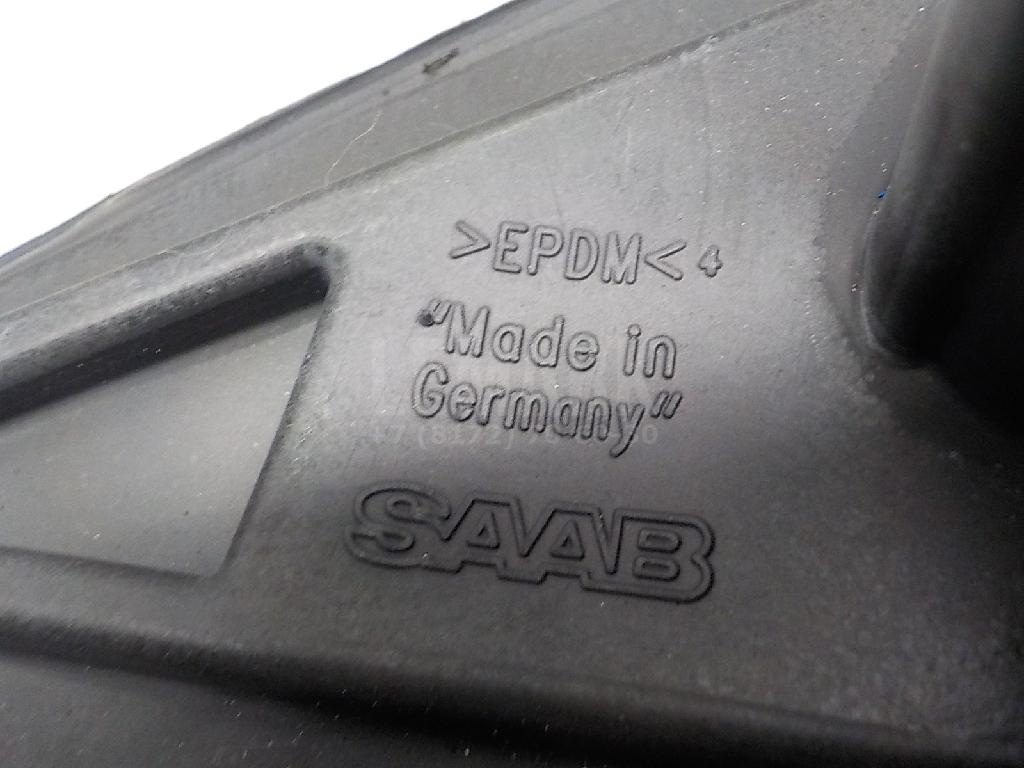 >EPDM< 4
"Made in
Germany"
SAAB